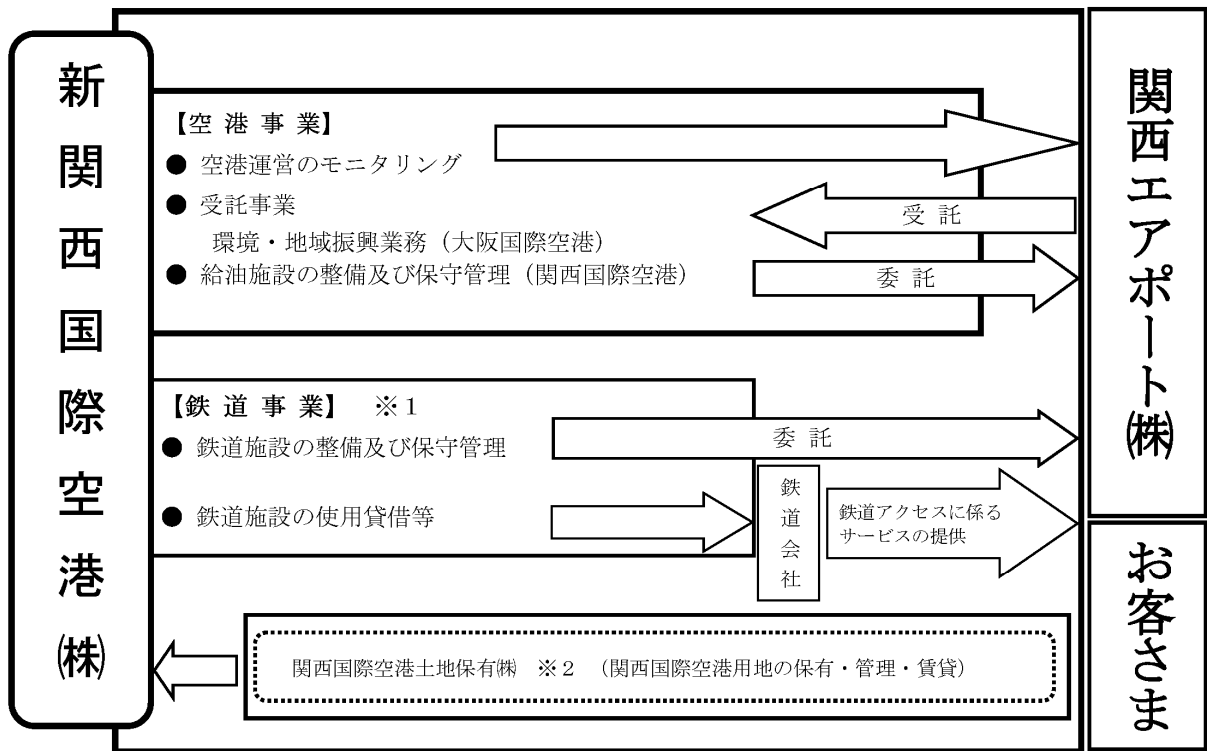 新関西国際空港㈱
【空港事業】
● 空港運営のモニタリング
● 受託事業
環境・地域振興業務（大阪国際空港）
● 給油施設の整備及び保守管理（関西国際空港）
受託
委託
【鉄道事業】 ※１
● 鉄道施設の整備及び保守管理
委託
● 鉄道施設の使用貸借等
鉄道会社
鉄道アクセスに係る
サービスの提供
関西国際空港土地保有㈱ ※２ （関西国際空港用地の保有・管理・賃貸）
関西エアポート㈱
お客さま